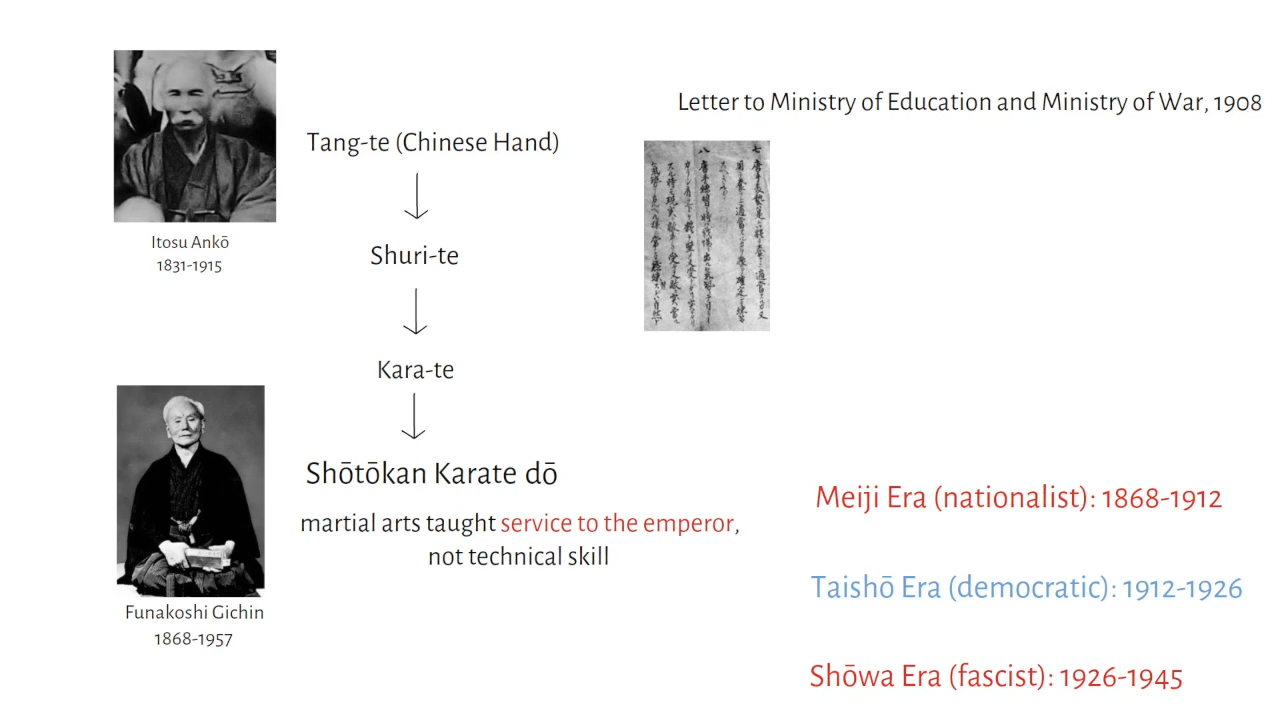 Letter to Ministry of Education and Ministry of War, 1908
Tang-te (Chinese Hand)
Itosu Ankō
1831-1915
Shuri-te
Kara-te
Shōtōkan Karate dō
martial arts taught service to the emperor,
not technical skill
Funakoshi Gichin
1868-1957
Meiji Era (nationalist): 1868-1912
Taishō Era (democratic): 1912-1926
Shōwa Era (fascist): 1926-1945